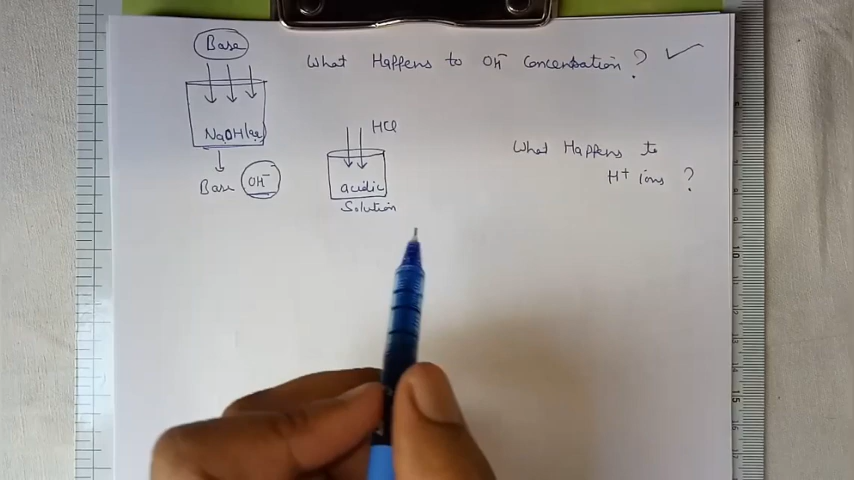 Base
What Happens to OH⁻ Concentration ?
NaOH(aq)
Base OH⁻
HCl
acidic
Solution
What Happens to
H⁺ ions ?